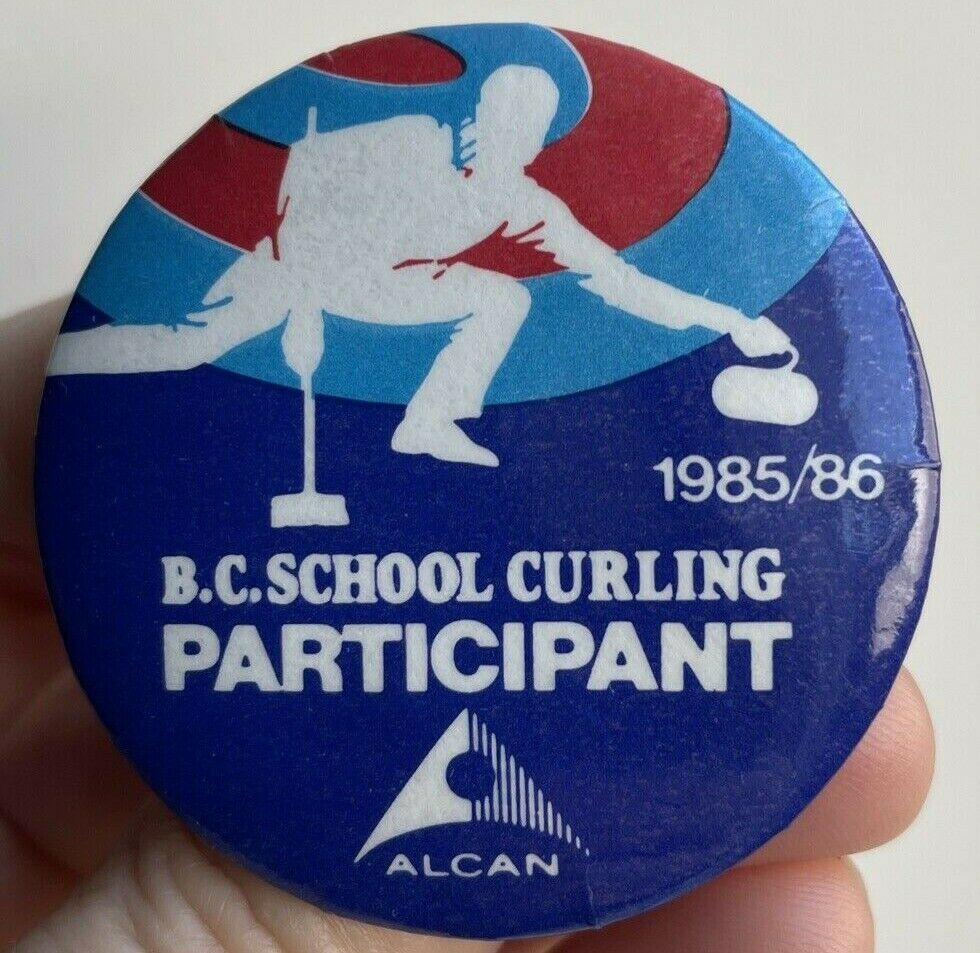 1985/86
B.C. SCHOOL CURLING
PARTICIPANT
ALCAN